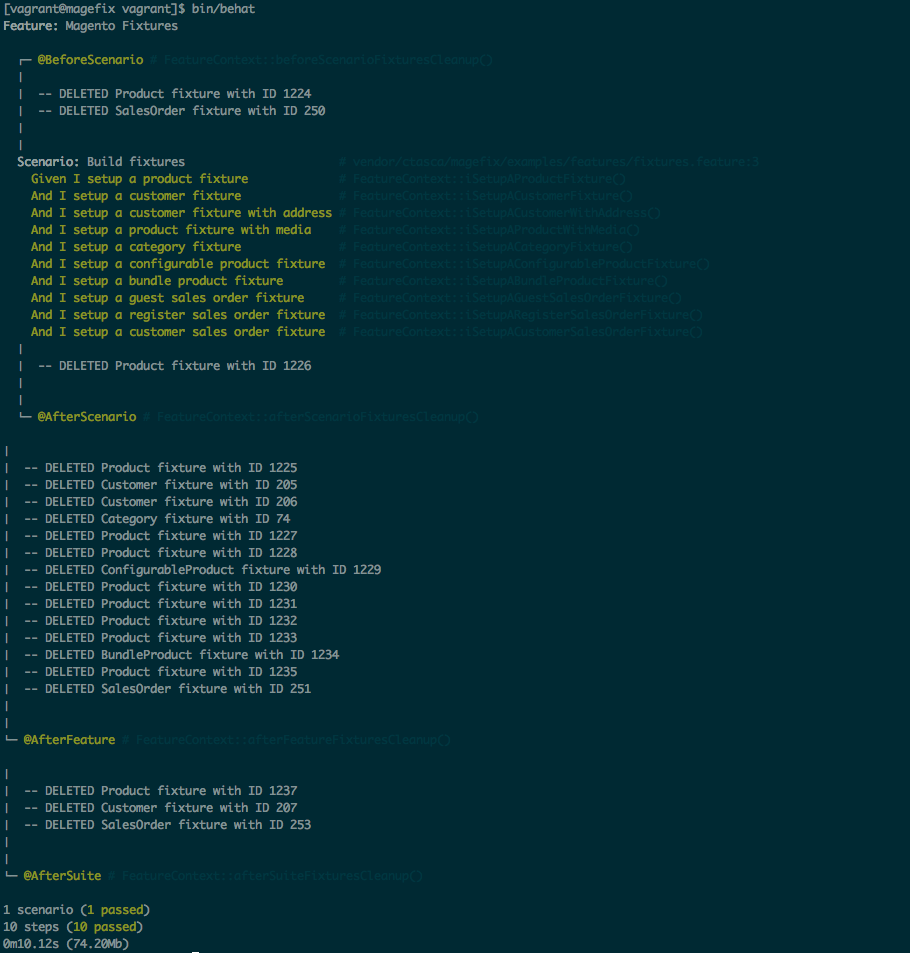 [vagrant@magefix vagrant]$ bin/behat
Feature: Magento Fixtures
┌─ @BeforeScenario # FeatureContext::beforeScenarioFixturesCleanup()
|
| -- DELETED Product fixture with ID 1224
| -- DELETED SalesOrder fixture with ID 250
|
|
Scenario: Build fixtures # vendor/ctasca/magefix/examples/features/fixtures.feature:3
Given I setup a product fixture # FeatureContext::iSetupAProductFixture()
And I setup a customer fixture # FeatureContext::iSetupACustomerFixture()
And I setup a customer fixture with address # FeatureContext::iSetupACustomerWithAddress()
And I setup a product fixture with media # FeatureContext::iSetupAProductWithMedia()
And I setup a category fixture # FeatureContext::iSetupACategoryFixture()
And I setup a configurable product fixture # FeatureContext::iSetupAConfigurableProductFixture()
And I setup a bundle product fixture # FeatureContext::iSetupABundleProductFixture()
And I setup a guest sales order fixture # FeatureContext::iSetupAGuestSalesOrderFixture()
And I setup a register sales order fixture # FeatureContext::iSetupARegisterSalesOrderFixture()
And I setup a customer sales order fixture # FeatureContext::iSetupACustomerSalesOrderFixture()
|
| -- DELETED Product fixture with ID 1226
|
|
└─ @AfterScenario # FeatureContext::afterScenarioFixturesCleanup()
|
| -- DELETED Product fixture with ID 1225
| -- DELETED Customer fixture with ID 205
| -- DELETED Customer fixture with ID 206
| -- DELETED Category fixture with ID 74
| -- DELETED Product fixture with ID 1227
| -- DELETED Product fixture with ID 1228
| -- DELETED ConfigurableProduct fixture with ID 1229
| -- DELETED Product fixture with ID 1230
| -- DELETED Product fixture with ID 1231
| -- DELETED Product fixture with ID 1232
| -- DELETED Product fixture with ID 1233
| -- DELETED BundleProduct fixture with ID 1234
| -- DELETED Product fixture with ID 1235
| -- DELETED SalesOrder fixture with ID 251
|
|
└─ @AfterFeature # FeatureContext::afterFeatureFixturesCleanup()
|
| -- DELETED Product fixture with ID 1237
| -- DELETED Customer fixture with ID 207
| -- DELETED SalesOrder fixture with ID 253
|
|
└─ @AfterSuite # FeatureContext::afterSuiteFixturesCleanup()
1 scenario (1 passed)
10 steps (10 passed)
0m10.12s (74.20Mb)